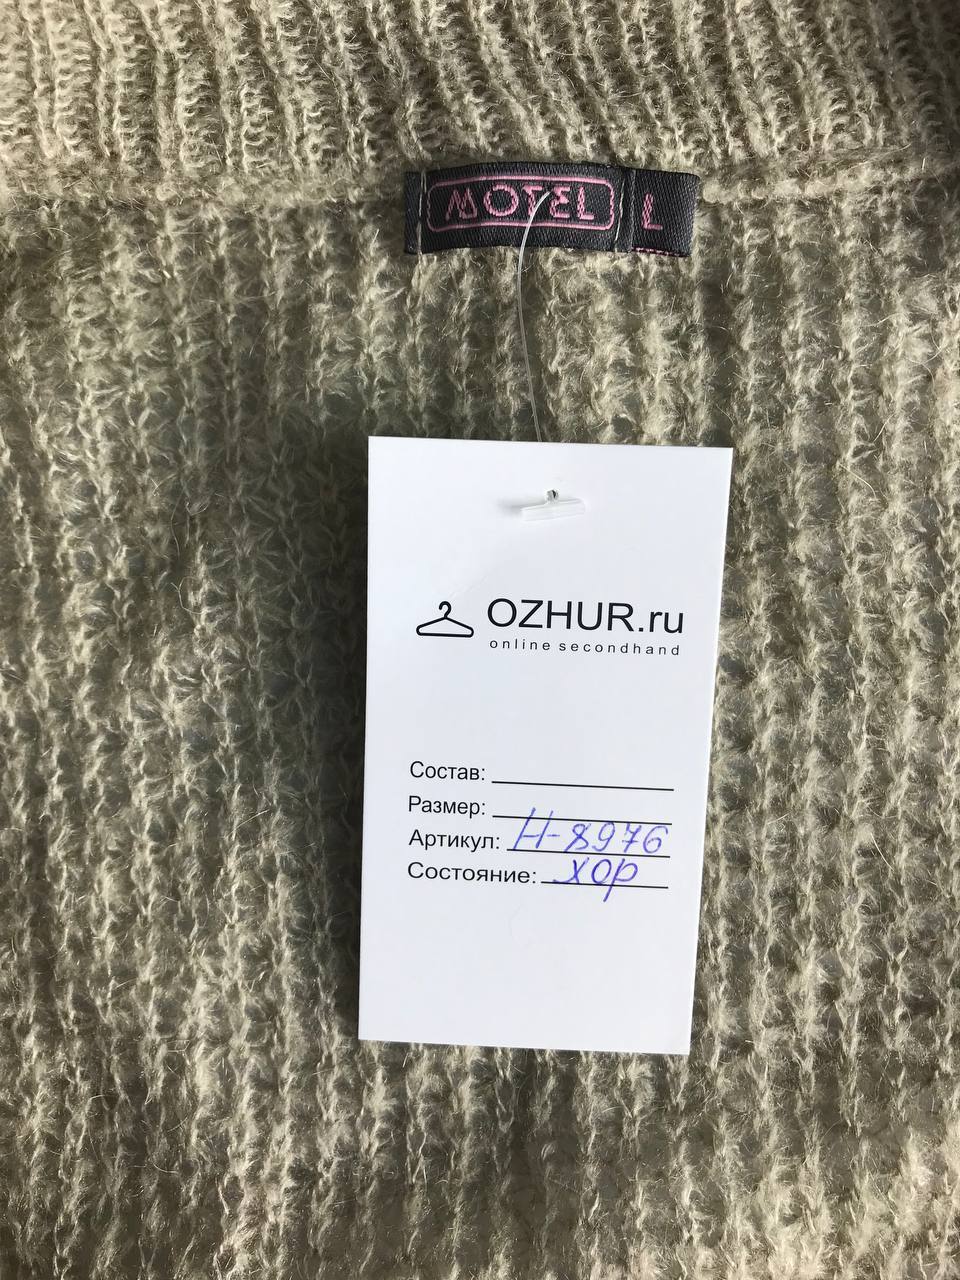 MOTEL L
OZHUR.ru
online secondhand
Состав:
Размер:
Артикул: Н-8976
Состояние: хор